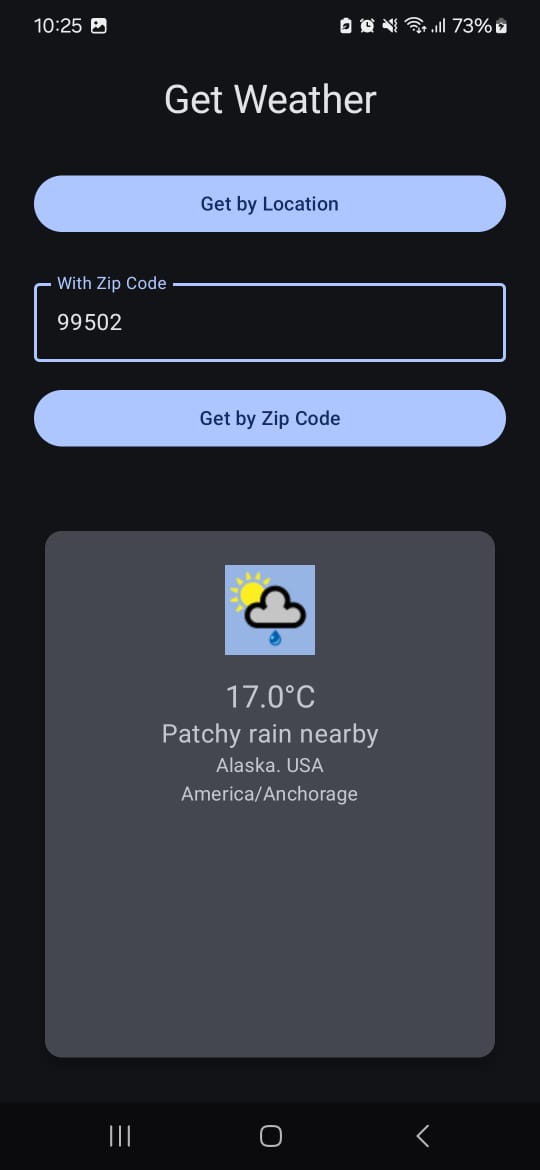 10:25 73%
Get Weather
Get by Location
With Zip Code
99502
Get by Zip Code
17.0°C
Patchy rain nearby
Alaska. USA
America/Anchorage